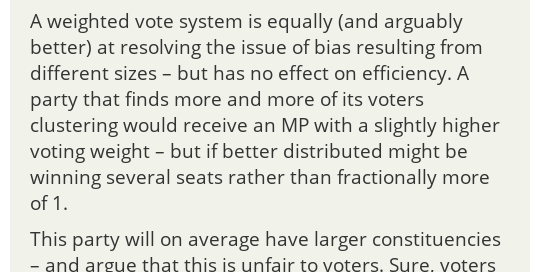 A weighted vote system is equally (and arguably
better) at resolving the issue of bias resulting from
different sizes – but has no effect on efficiency. A
party that finds more and more of its voters
clustering would receive an MP with a slightly higher
voting weight – but if better distributed might be
winning several seats rather than fractionally more
of 1.
This party will on average have larger constituencies
– and argue that this is unfair to voters. Sure, voters